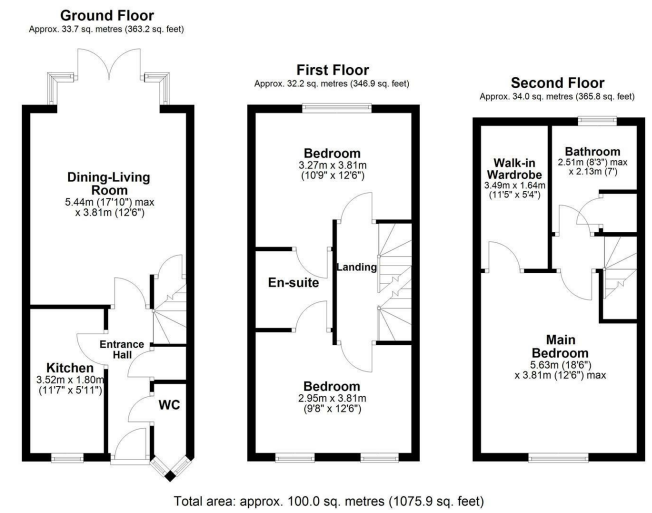 Ground Floor
Approx. 33.7 sq. metres (363.2 sq. feet)
Dining-Living
Room
5.44m (17'10") max
x 3.81m (12'6")
Kitchen
3.52m x 1.80m
(11'7" x 5'11")
Entrance
Hall
WC
First Floor
Approx. 32.2 sq. metres (346.9 sq. feet)
Bedroom
3.27m x 3.81m
(10'9" x 12'6")
En-suite
Landing
Bedroom
2.95m x 3.81m
(9'8" x 12'6")
Second Floor
Approx. 34.0 sq. metres (365.8 sq. feet)
Walk-in
Wardrobe
3.49m x 1.64m
(11'5" x 5'4")
Bathroom
2.51m (8'3") max
x 2.13m (7')
Main
Bedroom
5.63m (18'6")
x 3.81m (12'6") max
Total area: approx. 100.0 sq. metres (1075.9 sq. feet)